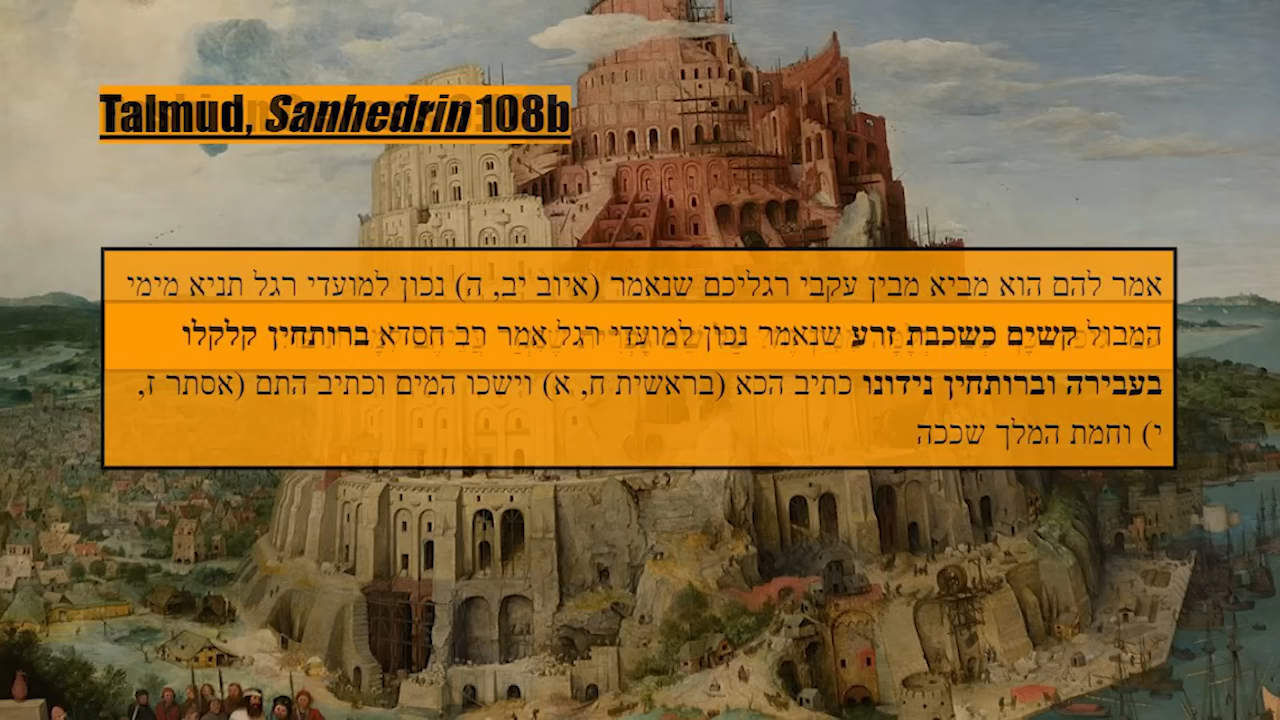 Talmud, Sanhedrin 108b
אמר להם הוא מביא מבין עקבי רגליכם שנאמר (איוב יב, ה) נכון למועדי רגל תניא מימי
המבול קשים כשכבת זרע שנאמר נכון למועדי רגל אמר רב חסדא ברותחין קלקלו
בעבירה וברותחין נידונו כתיב הכא (בראשית ח, א) וישכו המים וכתיב התם (אסתר ז,
י) וחמת המלך שככה